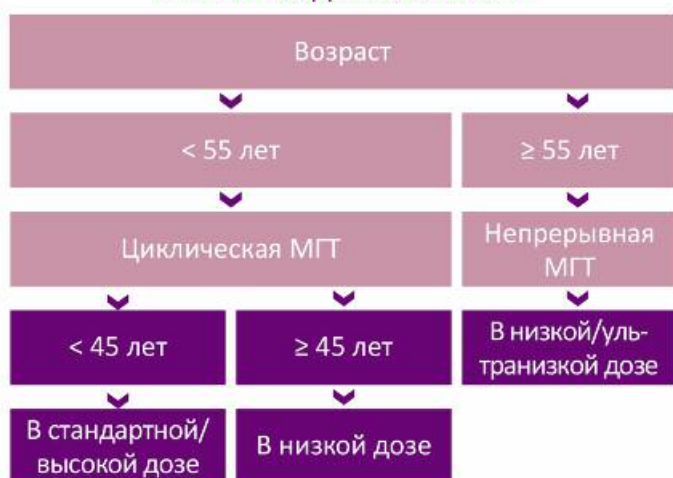 Возраст
< 55 лет
≥ 55 лет
Циклическая МГТ
Непрерывная
МГТ
< 45 лет
≥ 45 лет
В низкой/уль-
транизкой дозе
В стандартной/
высокой дозе
В низкой дозе